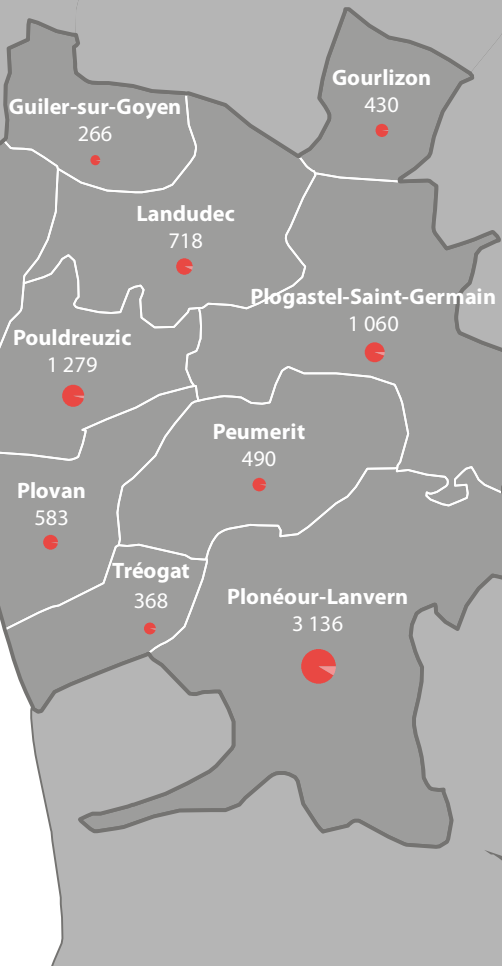 Gourlizon
430
Guiler-sur-Goyen
266
Landudec
718
Plogastel-Saint-Germain
1 060
Pouldreuzic
1 279
Peumerit
490
Plovan
583
Tréogat
368
Plonéour-Lanvern
3 136